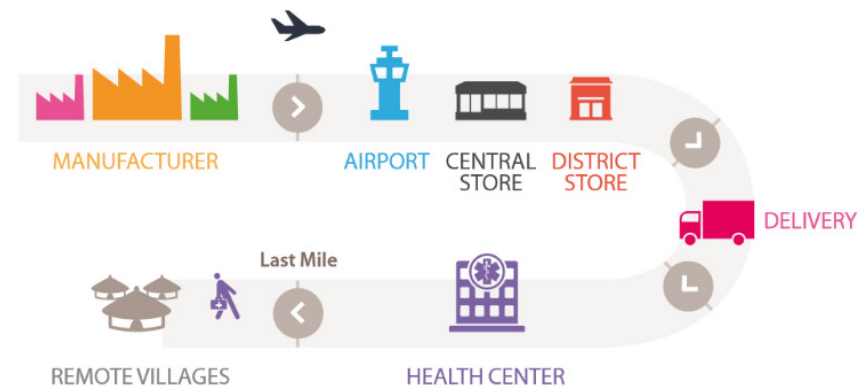 MANUFACTURER
AIRPORT
CENTRAL
STORE
DISTRICT
STORE
DELIVERY
Last Mile
REMOTE VILLAGES
HEALTH CENTER